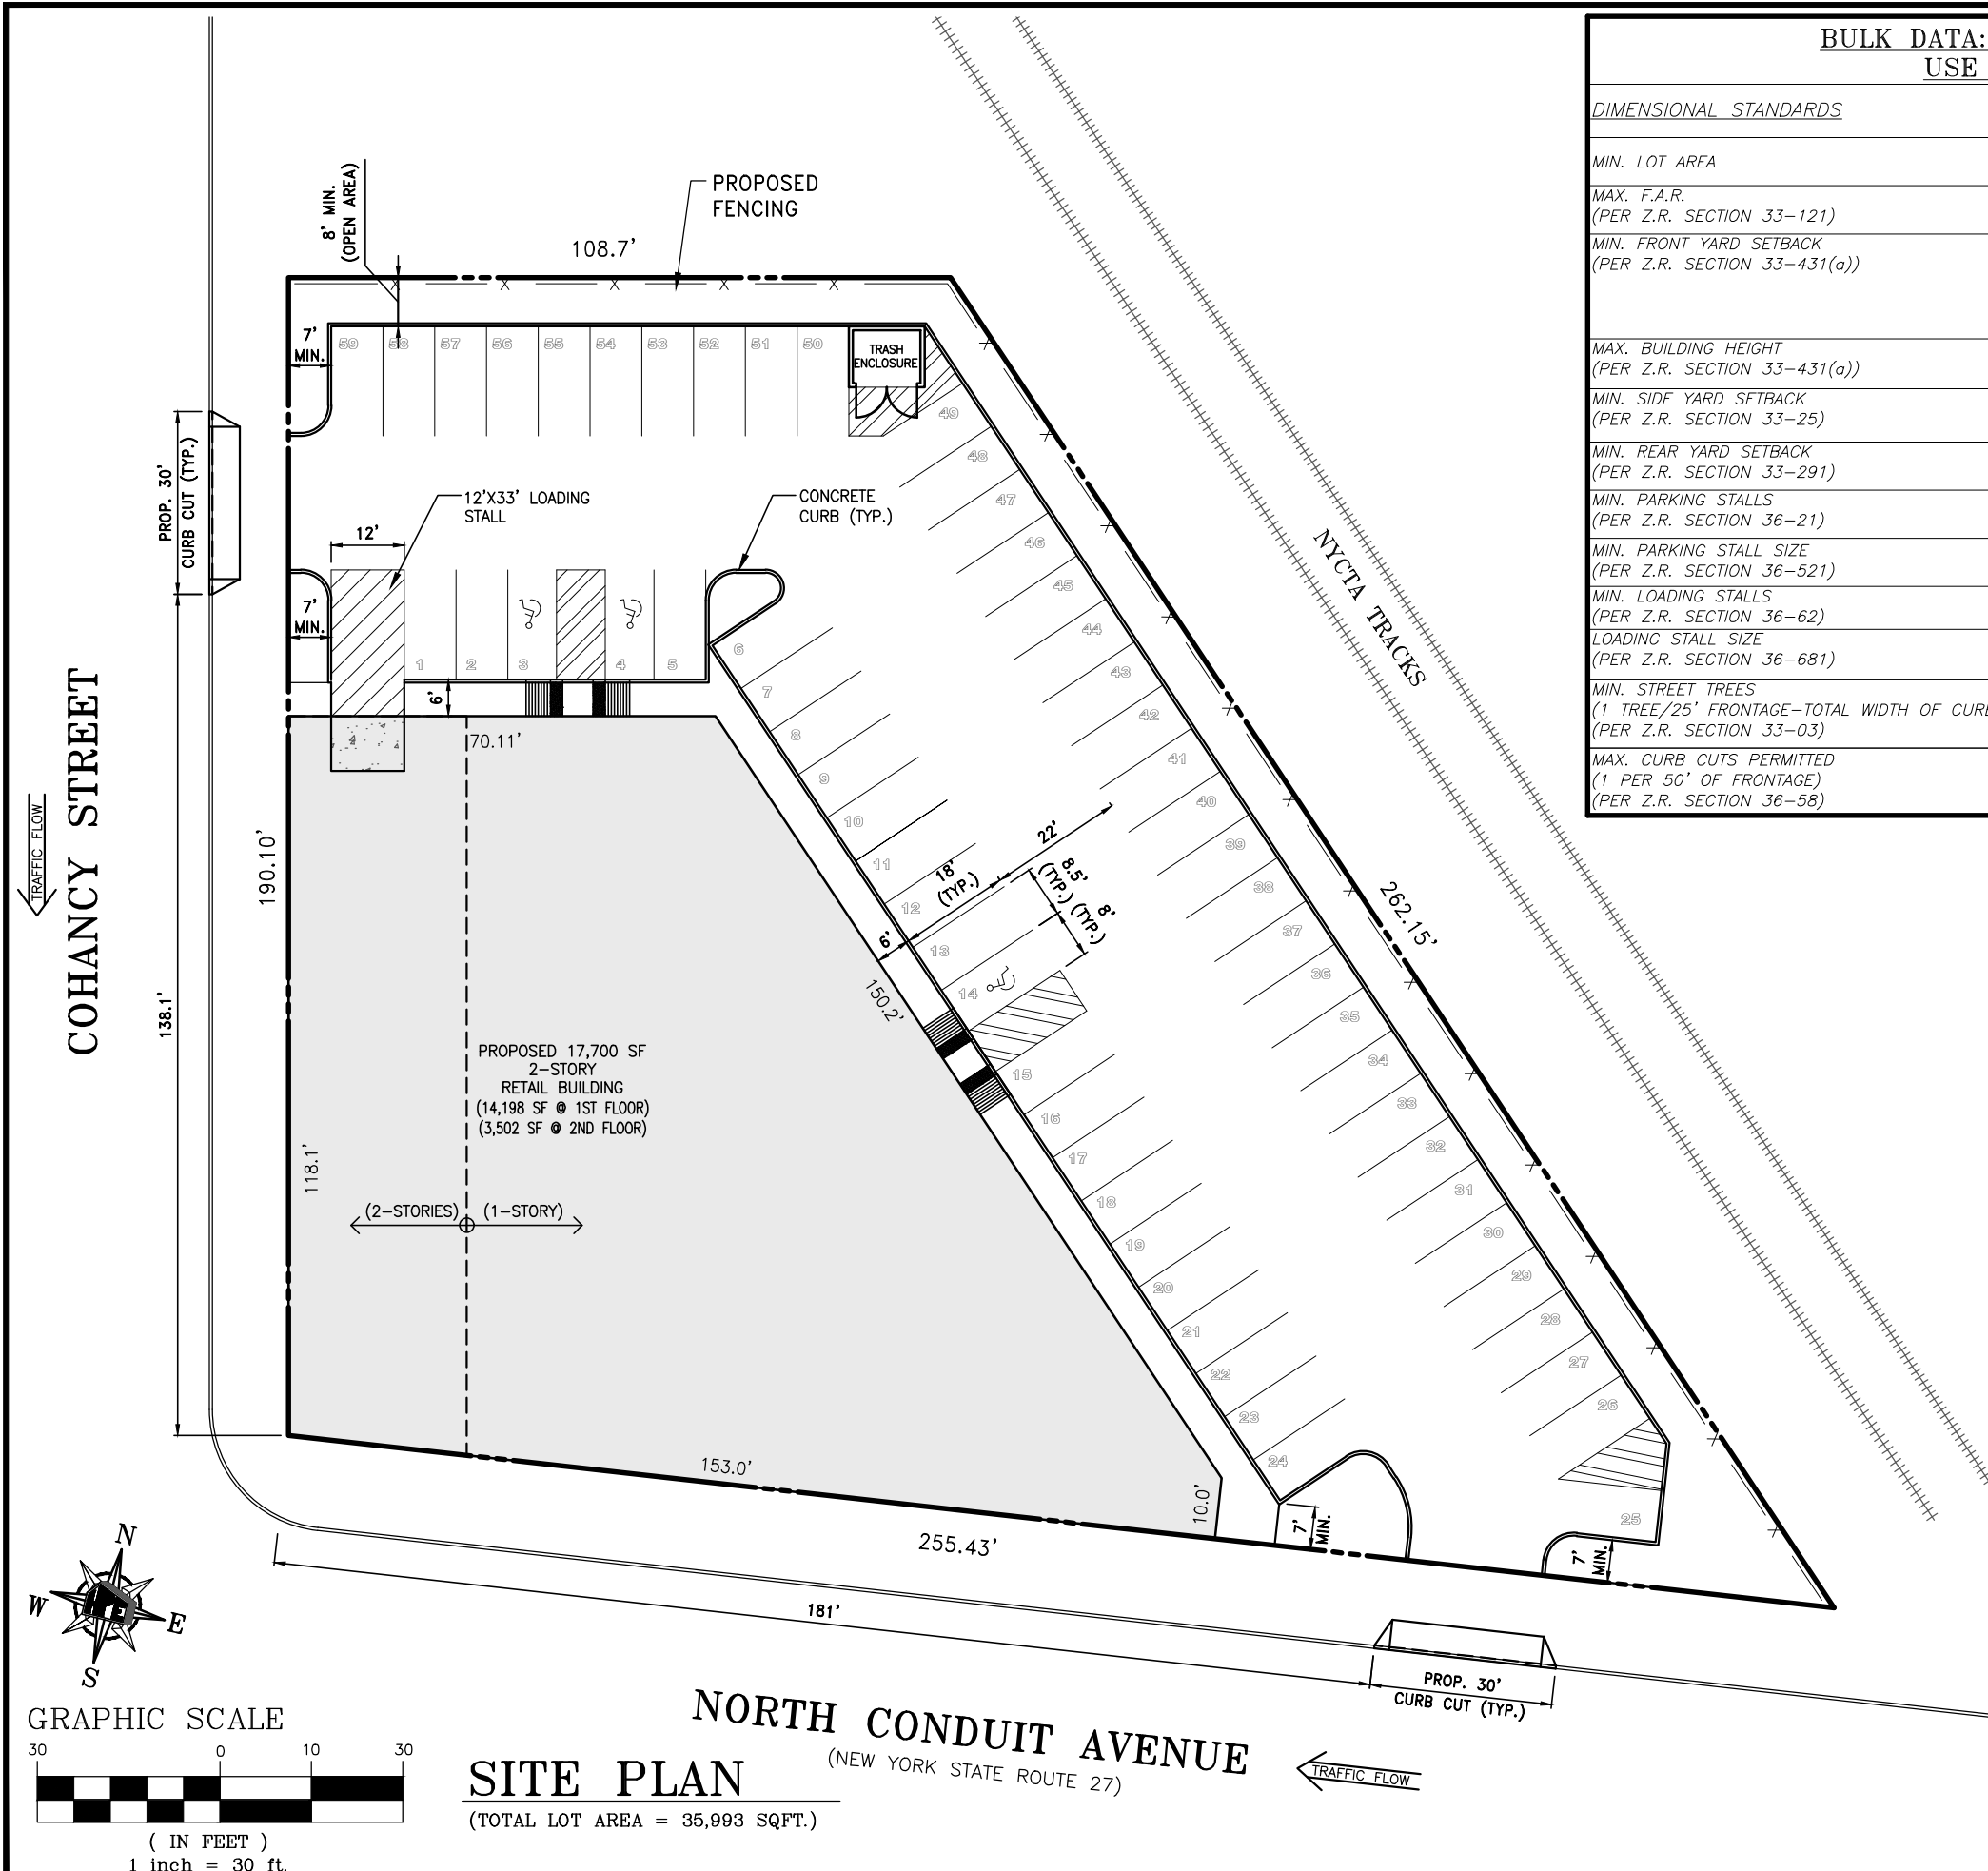 BULK DATA:
USE
DIMENSIONAL STANDARDS
MIN. LOT AREA
MAX. F.A.R.
(PER Z.R. SECTION 33-121)
MIN. FRONT YARD SETBACK
(PER Z.R. SECTION 33-431(a))
MAX. BUILDING HEIGHT
(PER Z.R. SECTION 33-431(a))
MIN. SIDE YARD SETBACK
(PER Z.R. SECTION 33-25)
MIN. REAR YARD SETBACK
(PER Z.R. SECTION 33-291)
MIN. PARKING STALLS
(PER Z.R. SECTION 36-21)
MIN. PARKING STALL SIZE
(PER Z.R. SECTION 36-521)
MIN. LOADING STALLS
(PER Z.R. SECTION 36-62)
LOADING STALL SIZE
(PER Z.R. SECTION 36-681)
MIN. STREET TREES
(1 TREE/25' FRONTAGE-TOTAL WIDTH OF CURB
(PER Z.R. SECTION 33-03)
MAX. CURB CUTS PERMITTED
(1 PER 50' OF FRONTAGE)
(PER Z.R. SECTION 36-58)
8' MIN.
(OPEN AREA)
PROPOSED
FENCING
108.7'
7'
MIN.
59
58
57
56
55
54
53
52
51
50
TRASH
ENCLOSURE
PROP. 30'
CURB CUT (TYP.)
12'X33' LOADING
STALL
CONCRETE
CURB (TYP.)
12'
7'
MIN.
1
2
3
4
5
6'
70.11'
49
48
47
46
45
44
43
42
41
40
39
38
37
36
35
34
33
32
31
30
29
28
27
26
25
6
7
8
9
10
11
12
13
14
15
16
17
18
19
20
21
22
23
24
NYCTA TRACKS
262.15'
22'
18'
(TYP.)
8.5'
(TYP.)
8'
(TYP.)
6'
150.2'
COHANCY STREET
TRAFFIC FLOW
190.10'
138.1'
118.1'
PROPOSED 17,700 SF
2-STORY
RETAIL BUILDING
(14,198 SF @ 1ST FLOOR)
(3,502 SF @ 2ND FLOOR)
(2-STORIES)
(1-STORY)
153.0'
10.0'
7'
MIN.
7'
MIN.
255.43'
181'
PROP. 30'
CURB CUT (TYP.)
NORTH CONDUIT AVENUE
(NEW YORK STATE ROUTE 27)
TRAFFIC FLOW
N
W
E
S
GRAPHIC SCALE
30
0
10
30
( IN FEET )
1 inch = 30 ft.
SITE PLAN
(TOTAL LOT AREA = 35,993 SQFT.)